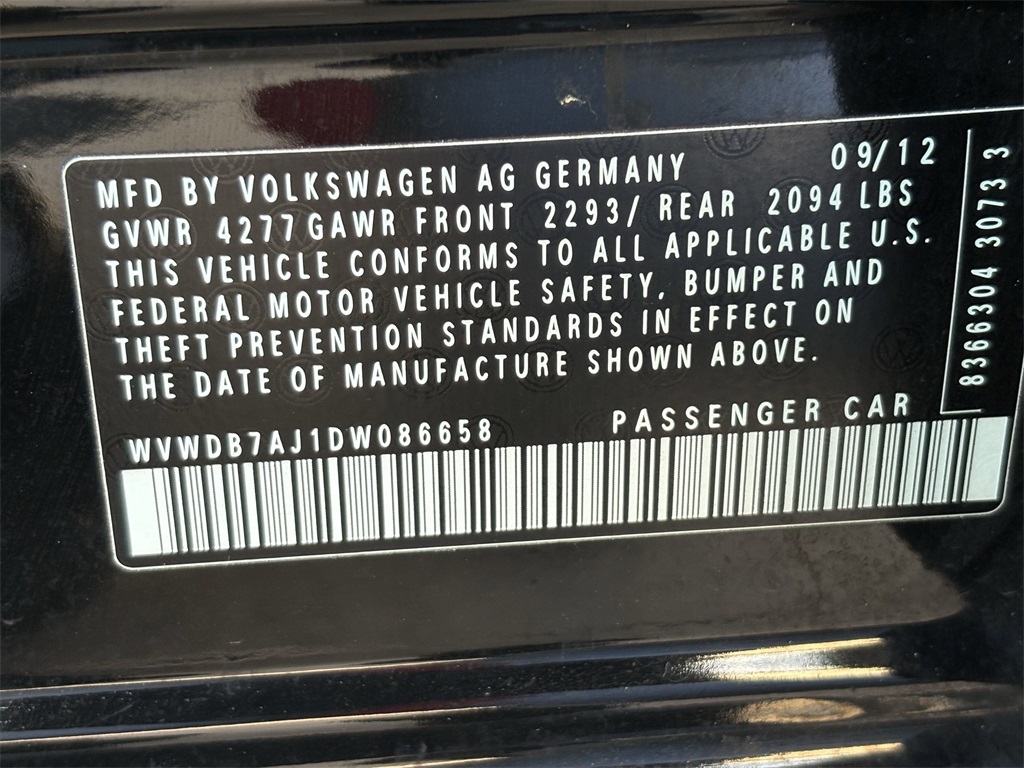 MFD BY VOLKSWAGEN AG GERMANY 09/12
GVWR 4277 GAWR FRONT 2293/ REAR 2094 LBS
THIS VEHICLE CONFORMS TO ALL APPLICABLE U.S.
FEDERAL MOTOR VEHICLE SAFETY, BUMPER AND
THEFT PREVENTION STANDARDS IN EFFECT ON
THE DATE OF MANUFACTURE SHOWN ABOVE.
WVWDB7AJ1DW086658 PASSENGER CAR
8366304 3073 3